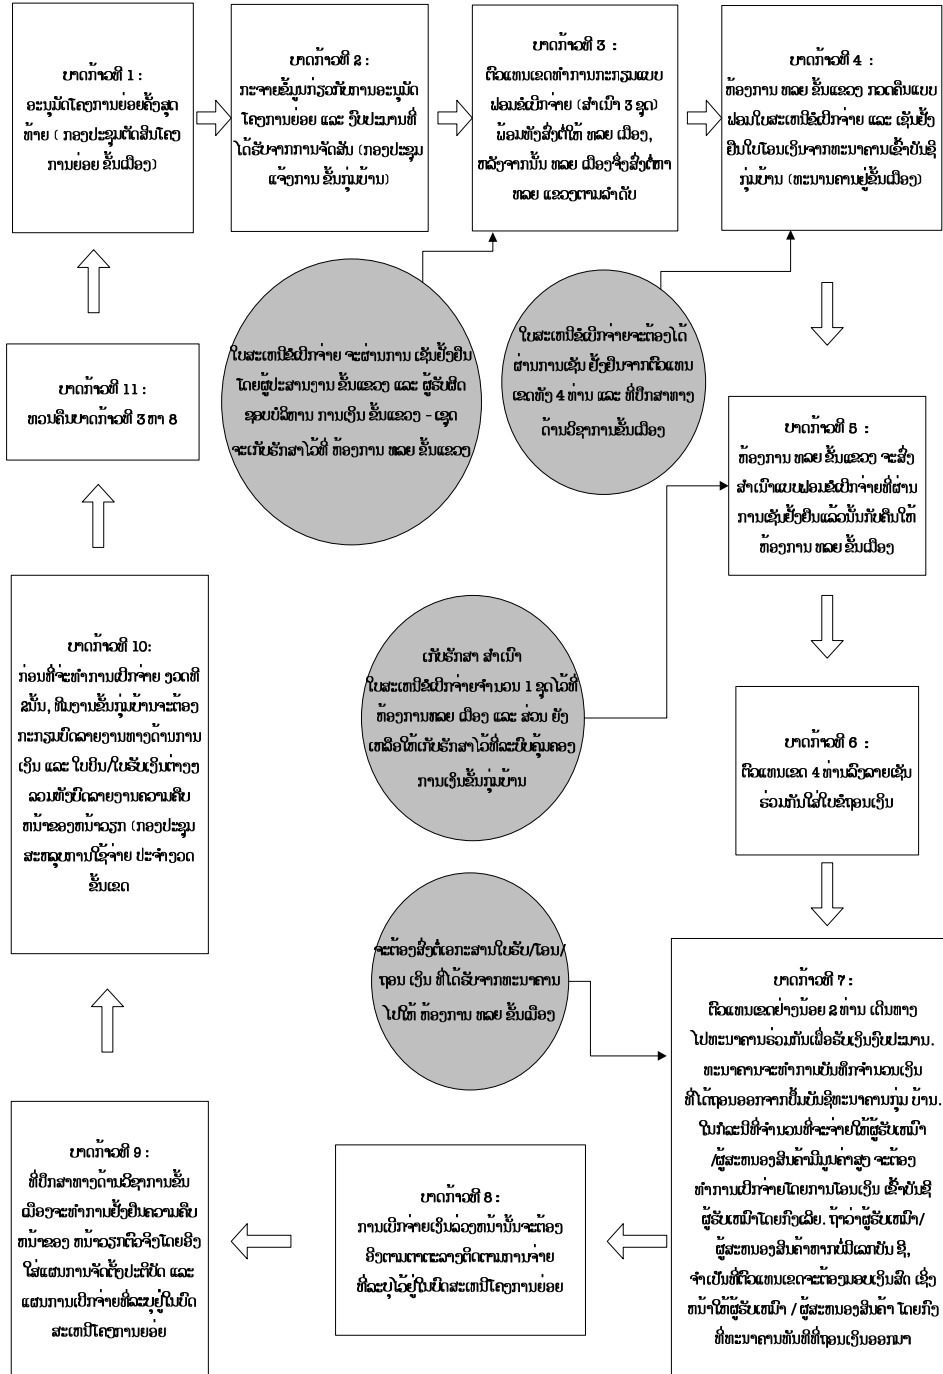 ບາດກ້າວທີ 1 :
ອະນຸມັດໂຄງການຍ່ອຍຄັ້ງສຸດ
ທ້າຍ ( ກອງປະຊຸມຕັດສິນໂຄງ
ການຍ່ອຍ ຂັ້ນເມືອງ)
ບາດກ້າວທີ 2 :
ກະຈາຍຂໍ້ມູນກ່ຽວກັບການອະນຸມັດ
ໂຄງການຍ່ອຍ ແລະ ງົບປະມານທີ່
ໄດ້ຮັບຈາກການຈັດສັນ (ກອງປະຊຸມ
ແຈ້ງການ ຂັ້ນກຸ່ມບ້ານ)
ບາດກ້າວທີ 3 :
ຕົວແທນເຂດທຳການກະກຽມແບບ
ຟອມຂໍເບີກຈ່າຍ (ສຳເນົາ 3 ຊຸດ)
ພ້ອມທັງສົ່ງຕໍ່ໃຫ້ ທລຍ ເມືອງ,
ຫລັງຈາກນັ້ນ ທລຍ ເມືອງຈຶ່ງສົ່ງຕໍ່ຫາ
ທລຍ ແຂວງຕາມລຳດັບ
ບາດກ້າວທີ 4 :
ຫ້ອງການ ທລຍ ຂັ້ນແຂວງ ກວດຄືນແບບ
ຟອມໃບສະເຫນີຂໍເບີກຈ່າຍ ແລະ ເຊັນຢັ້ງ
ຢືນໃບໂອນເງິນຈາກທະນາຄານເຂົ້າບັນຊີ
ກຸ່ມບ້ານ (ທະນານຄານຢູ່ຂັ້ນເມືອງ)
ໃບສະເຫນີຂໍເບີກຈ່າຍ ຈະຜ່ານການ ເຊັນຢັ້ງຢືນ
ໂດຍຜູ້ປະສານງານ ຂັ້ນແຂວງ ແລະ ຜູ້ຮັບຜິດ
ຊອບບໍລິຫານ ການເງິນ ຂັ້ນແຂວງ - 1ຊຸດ
ຈະເກັບຮັກສາໄວ້ທີ່ ຫ້ອງການ ທລຍ ຂັ້ນແຂວງ
ໃບສະເຫນີຂໍເບີກຈ່າຍຈະຕ້ອງໄດ້
ຜ່ານການເຊັນ ຢັ້ງຢືນຈາກຕົວແທນ
ເຂດທັງ 4 ທ່ານ ແລະ ທີ່ປຶກສາທາງ
ດ້ານວິຊາການຂັ້ນເມືອງ
ບາດກ້າວທີ 11 :
ທວນຄືນບາດກ້າວທີ 3 ຫາ 8
ບາດກ້າວທີ 5 :
ຫ້ອງການ ທລຍ ຂັ້ນແຂວງ ຈະສົ່ງ
ສຳເນົາແບບຟອມຂໍເບີກຈ່າຍທີ່ຜ່ານ
ການເຊັນຢັ້ງຢືນແລ້ວນັ້ນກັບຄືນໃຫ້
ຫ້ອງການ ທລຍ ຂັ້ນເມືອງ
ບາດກ້າວທີ 10:
ກ່ອນທີ່ຈະທຳການເບີກຈ່າຍ ງວດທີ
2ນັ້ນ, ທີມງານຂັ້ນກຸ່ມບ້ານຈະຕ້ອງ
ກະກຽມບົດລາຍງານທາງດ້ານການ
ເງິນ ແລະ ໃບບິນ/ໃບຮັບເງິນຕ່າງໆ
ລວມທັງບົດລາຍງານຄວາມຄືບ
ຫນ້າຂອງຫນ້າວຽກ (ກອງປະຊຸມ
ສະຫລຸບການໃຊ້ຈ່າຍ ປະຈຳງວດ
ຂັ້ນເຂດ
ເກັບຮັກສາ ສຳເນົາ
ໃບສະເຫນີຂໍເບີກຈ່າຍຈຳນວນ 1 ຊຸດໄວ້ທີ່
ຫ້ອງການທລຍ ເມືອງ ແລະ ສ່ວນ ຍັງ
ເຫລືອໃຫ້ເກັບຮັກສາໄວ້ທີ່ລະບົບຄຸ້ມຄອງ
ການເງິນຂັ້ນກຸ່ມບ້ານ
ບາດກ້າວທີ 6 :
ຕົວແທນເຂດ 4 ທ່ານລົງລາຍເຊັນ
ຮ່ວມກັນໃສ່ໃບຂໍຖອນເງິນ
ຈະຕ້ອງສົ່ງຕໍ່ເອກະສານໃບຮັບ/ໂອນ/
ຖອນ ເງິນ ທີ່ໄດ້ຮັບຈາກທະນາຄານ
ໄປໃຫ້ ຫ້ອງການ ທລຍ ຂັ້ນເມືອງ
ບາດກ້າວທີ 7 :
ຕົວແທນເຂດຢ່າງນ້ອຍ 2 ທ່ານ ເດີນທາງ
ໄປທະນາຄານຮ່ວມກັນເພື່ອຮັບເງິນງົບປະມານ.
ທະນາຄານຈະທຳການບັນທຶກຈຳນວນເງິນ
ທີ່ໄດ້ຖອນອອກຈາກປື້ມບັນຊີທະນາຄານກຸ່ມ ບ້ານ.
ໃນກໍລະນີທີ່ຈຳນວນທີ່ຈະຈ່າຍໃຫ້ຜູ້ຮັບເຫມົາ
/ຜູ້ສະຫນອງສິນຄ້າມີມູນຄ່າສູງ ຈະຕ້ອງ
ທຳການເບີກຈ່າຍໂດຍການໂອນເງິນ ເຂົ້າບັນຊີ
ຜູ້ຮັບເຫມົາໂດຍກົງເລີຍ. ຖ້າວ່າຜູ້ຮັບເຫມົາ/
ຜູ້ສະຫນອງສິນຄ້າຫາກບໍ່ມີເລກບັນ ຊີ,
ຈຳເປັນທີ່ຕົວແທນເຂດຈະຕ້ອງມອບເງິນສົດ ເຊິ່ງ
ຫນ້າໃຫ້ຜູ້ຮັບເຫມົາ / ຜູ້ສະຫນອງສິນຄ້າ ໂດຍກົງ
ທີ່ທະນາຄານທັນທີທີ່ຖອນເງິນອອກມາ
ບາດກ້າວທີ 9 :
ທີ່ປຶກສາທາງດ້ານວິຊາການຂັ້ນ
ເມືອງຈະທຳການຢັ້ງຢືນຄວາມຄືບ
ຫນ້າຂອງ ຫນ້າວຽກຕົວຈິງໂດຍອີງ
ໃສ່ແຜນການຈັດຕັ້ງປະຕິບັດ ແລະ
ແຜນການເບີກຈ່າຍທີ່ລະບຸຢູ່ໃນບົດ
ສະເຫນີໂຄງການຍ່ອຍ
ບາດກ້າວທີ 8 :
ການເບີກຈ່າຍເງິນລ່ວງຫນ້ານັ້ນຈະຕ້ອງ
ອີງຕາມຕາຕະລາງຕິດຕາມການຈ່າຍ
ທີ່ລະບຸໄວ້ຢູ່ໃນບົດສະເຫນີໂຄງການຍ່ອຍ